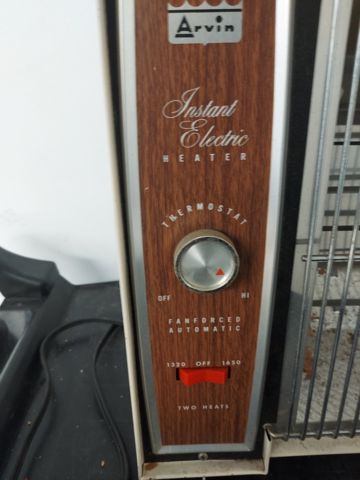 Arvin
Instant
Electric
HEATER
THERMOSTAT
OFF HI
FANFORCED
AUTOMATIC
1320 OFF 1650
TWO HEATS